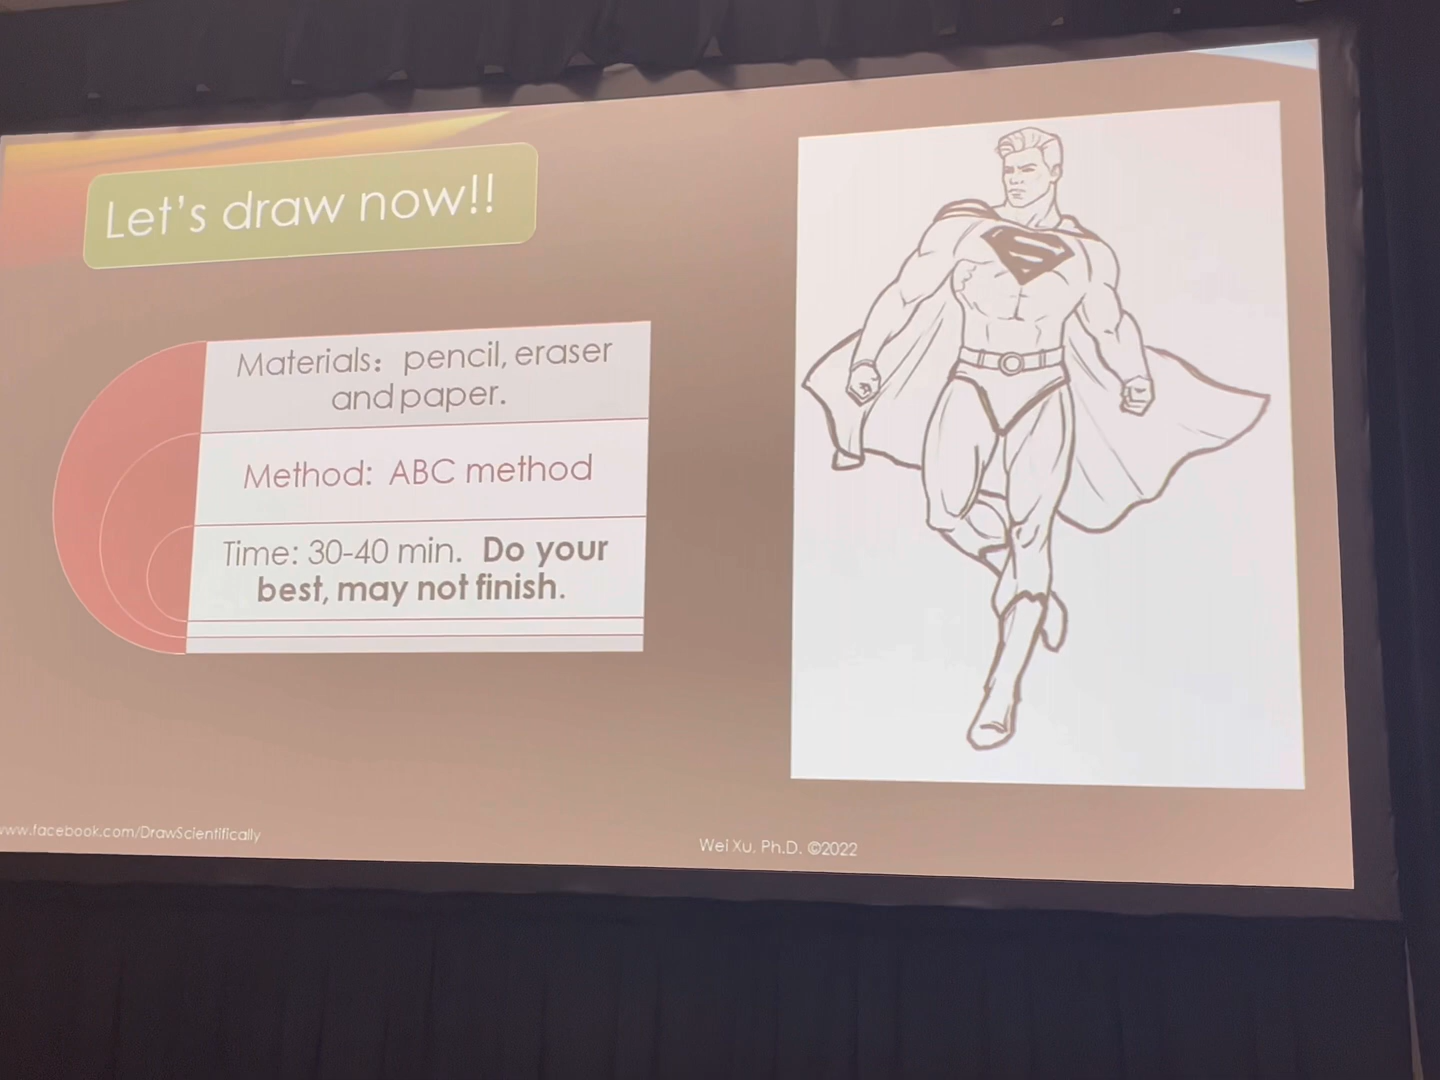 Let's draw now!!
Materials: pencil, eraser
and paper.
Method: ABC method
Time: 30-40 min. Do your
best, may not finish.
www.facebook.com/DrawScientifically
Wei Xu, Ph.D. ©2022